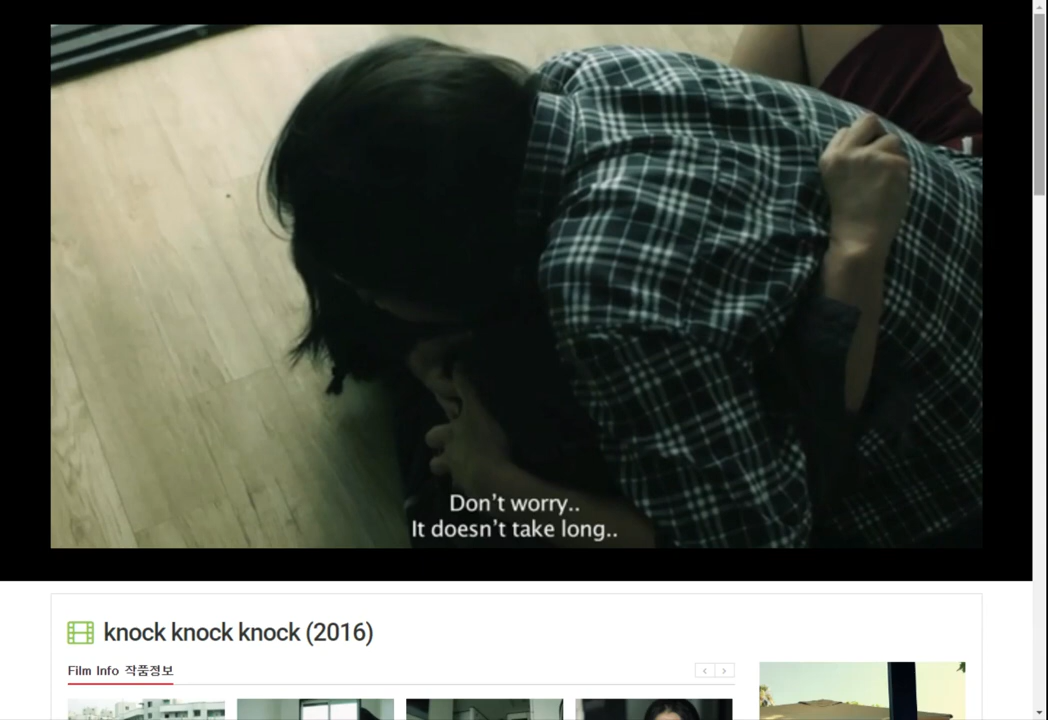 Don't worry..
It doesn't take long..
knock knock knock (2016)
Film Info 작품정보